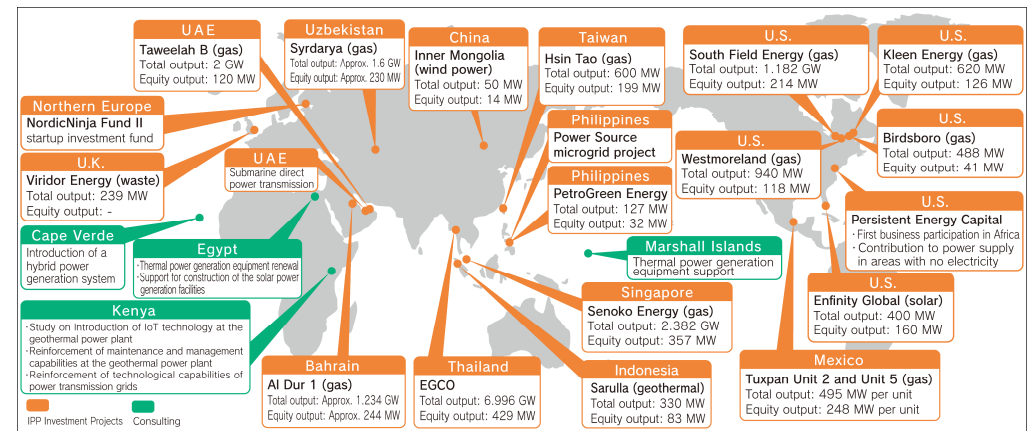 UAE
Taweelah B (gas)
Total output: 2 GW
Equity output: 120 MW
Uzbekistan
Syrdarya (gas)
Total output: Approx. 1.6 GW
Equity output: Approx. 230 MW
China
Inner Mongolia
(wind power)
Total output: 50 MW
Equity output: 14 MW
Taiwan
Hsin Tao (gas)
Total output: 600 MW
Equity output: 199 MW
U.S.
South Field Energy (gas)
Total output: 1.182 GW
Equity output: 214 MW
U.S.
Kleen Energy (gas)
Total output: 620 MW
Equity output: 126 MW
Northern Europe
NordicNinja Fund II
startup investment fund
Philippines
Power Source
microgrid project
U.S.
Birdsboro (gas)
Total output: 488 MW
Equity output: 41 MW
U.S.
Westmoreland (gas)
Total output: 940 MW
Equity output: 118 MW
U.K.
Viridor Energy (waste)
Total output: 239 MW
Equity output: -
UAE
Submarine direct
power transmission
Philippines
PetroGreen Energy
Total output: 127 MW
Equity output: 32 MW
U.S.
Persistent Energy Capital
・First business participation in Africa
・Contribution to power supply
in areas with no electricity
Cape Verde
Introduction of a
hybrid power
generation system
Egypt
・Thermal power generation equipment renewal
・Support for construction of the solar power
generation facilities
Marshall Islands
Thermal power generation
equipment support
U.S.
Enfinity Global (solar)
Total output: 400 MW
Equity output: 160 MW
Singapore
Senoko Energy (gas)
Total output: 2.382 GW
Equity output: 357 MW
Kenya
・Study on Introduction of IoT technology at the
geothermal power plant
・Reinforcement of maintenance and management
capabilities at the geothermal power plant
・Reinforcement of technological capabilities of
power transmission grids
Bahrain
Al Dur 1 (gas)
Total output: Approx. 1.234 GW
Equity output: Approx. 244 MW
Thailand
EGCO
Total output: 6.996 GW
Equity output: 429 MW
Indonesia
Sarulla (geothermal)
Total output: 330 MW
Equity output: 83 MW
Mexico
Tuxpan Unit 2 and Unit 5 (gas)
Total output: 495 MW per unit
Equity output: 248 MW per unit
IPP Investment Projects
Consulting